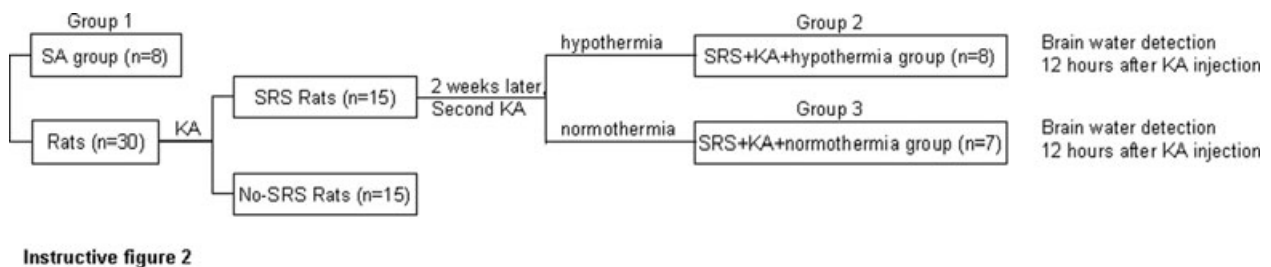 Group 1
SA group (n=8)
Rats (n=30)
KA
SRS Rats (n=15)
No-SRS Rats (n=15)
2 weeks later,
Second KA
hypothermia
normothermia
Group 2
SRS+KA+hypothermia group (n=8)
Group 3
SRS+KA+normothermia group (n=7)
Brain water detection
12 hours after KA injection
Brain water detection
12 hours after KA injection
Instructive figure 2